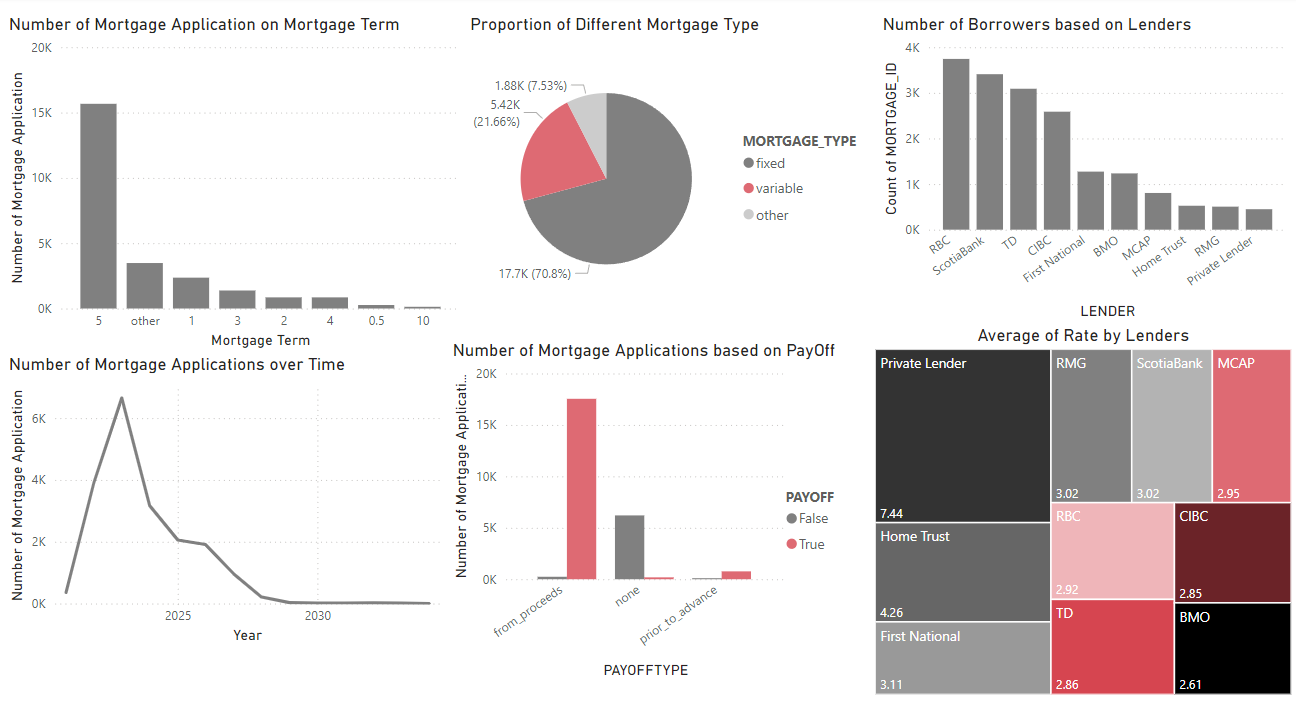 Number of Mortgage Application on Mortgage Term
Number of Mortgage Application
20K
15K
10K
5K
0K
5 other 1 3 2 4 0.5 10
Mortgage Term
Proportion of Different Mortgage Type
1.88K (7.53%)
5.42K
(21.66%)
17.7K (70.8%)
MORTGAGE_TYPE
fixed
variable
other
Number of Borrowers based on Lenders
Count of MORTGAGE_ID
4K
3K
2K
1K
0K
RBC
ScotiaBank
TD
CIBC
First National
BMO
MCAP
Home Trust
RMG
Private Lender
LENDER
Number of Mortgage Applications over Time
Number of Mortgage Application
6K
4K
2K
0K
2025 2030
Year
Number of Mortgage Applications based on PayOff
Number of Mortgage Applicati...
20K
15K
10K
5K
0K
from_proceeds
none
prior_to_advance
PAYOFFTYPE
PAYOFF
False
True
Average of Rate by Lenders
Private Lender
7.44
Home Trust
4.26
First National
3.11
RMG
3.02
ScotiaBank
3.02
MCAP
2.95
RBC
2.92
CIBC
2.85
TD
2.86
BMO
2.61